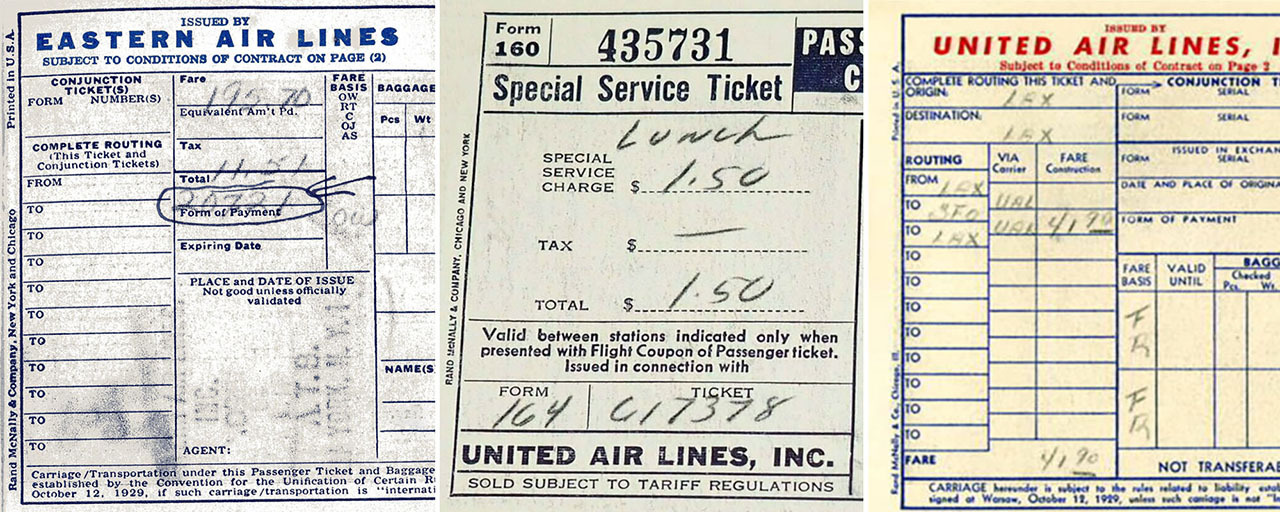 Printed in U.S.A.
Rand McNally & Company, New York and Chicago
ISSUED BY
EASTERN AIR LINES
SUBJECT TO CONDITIONS OF CONTRACT ON PAGE (2)
CONJUNCTION
TICKET(S)
FORM NUMBER(S)
COMPLETE ROUTING
(This Ticket and
Conjunction Tickets)
FROM
TO
TO
TO
TO
TO
TO
TO
TO
TO
TO
Fare
Equivalent Am't Pd.
Tax
Total
Form of Payment
Expiring Date
FARE
BASIS
OW
RT
C
OJ
AS
OW
BAGGAGE
Pcs Wt
PLACE and DATE OF ISSUE
Not good unless officially
validated
NAME(S
AGENT:
Carriage/Transportation under this Passenger Ticket and Baggage
established by the Convention for the Unification of Certain R
October 12, 1929, if such carriage/transportation is "internati
RAND McNALLY & COMPANY, CHICAGO AND NEW YORK
Form
160
435731
PASS
C
Special Service Ticket
LUNCH
SPECIAL
SERVICE
CHARGE $ 1.50
TAX $ —
TOTAL $ 1.50
Valid between stations indicated only when
presented with Flight Coupon of Passenger ticket.
Issued in connection with
FORM TICKET
164 617378
UNITED AIR LINES, INC.
SOLD SUBJECT TO TARIFF REGULATIONS
Printed in U.S.A.
Rand McNally & Co., Chicago, Ill.
ISSUED BY
UNITED AIR LINES, I
Subject to Conditions of Contract on Page 2
COMPLETE ROUTING THIS TICKET AND CONJUNCTION T
ORIGIN: LAX
FORM SERIAL
DESTINATION: LAX
FORM SERIAL
ROUTING
VIA
Carrier
FARE
Construction
ISSUED IN EXCHAN
FORM SERIAL
FROM LAX
DATE AND PLACE OF ORIGINA
TO SFO UAL
TO LAX UAL 41 90
FORM OF PAYMENT
TO
TO
TO
TO
TO
TO
TO
TO
FARE
BASIS
VALID
UNTIL
BAGG
Checked
Pcs. Wt.
F
R
F
R
FARE 41 90
NOT TRANSFERA
CARRIAGE hereunder is subject to the rules related to liability estab
signed at Warsaw, October 12, 1929, unless such carriage is not "In